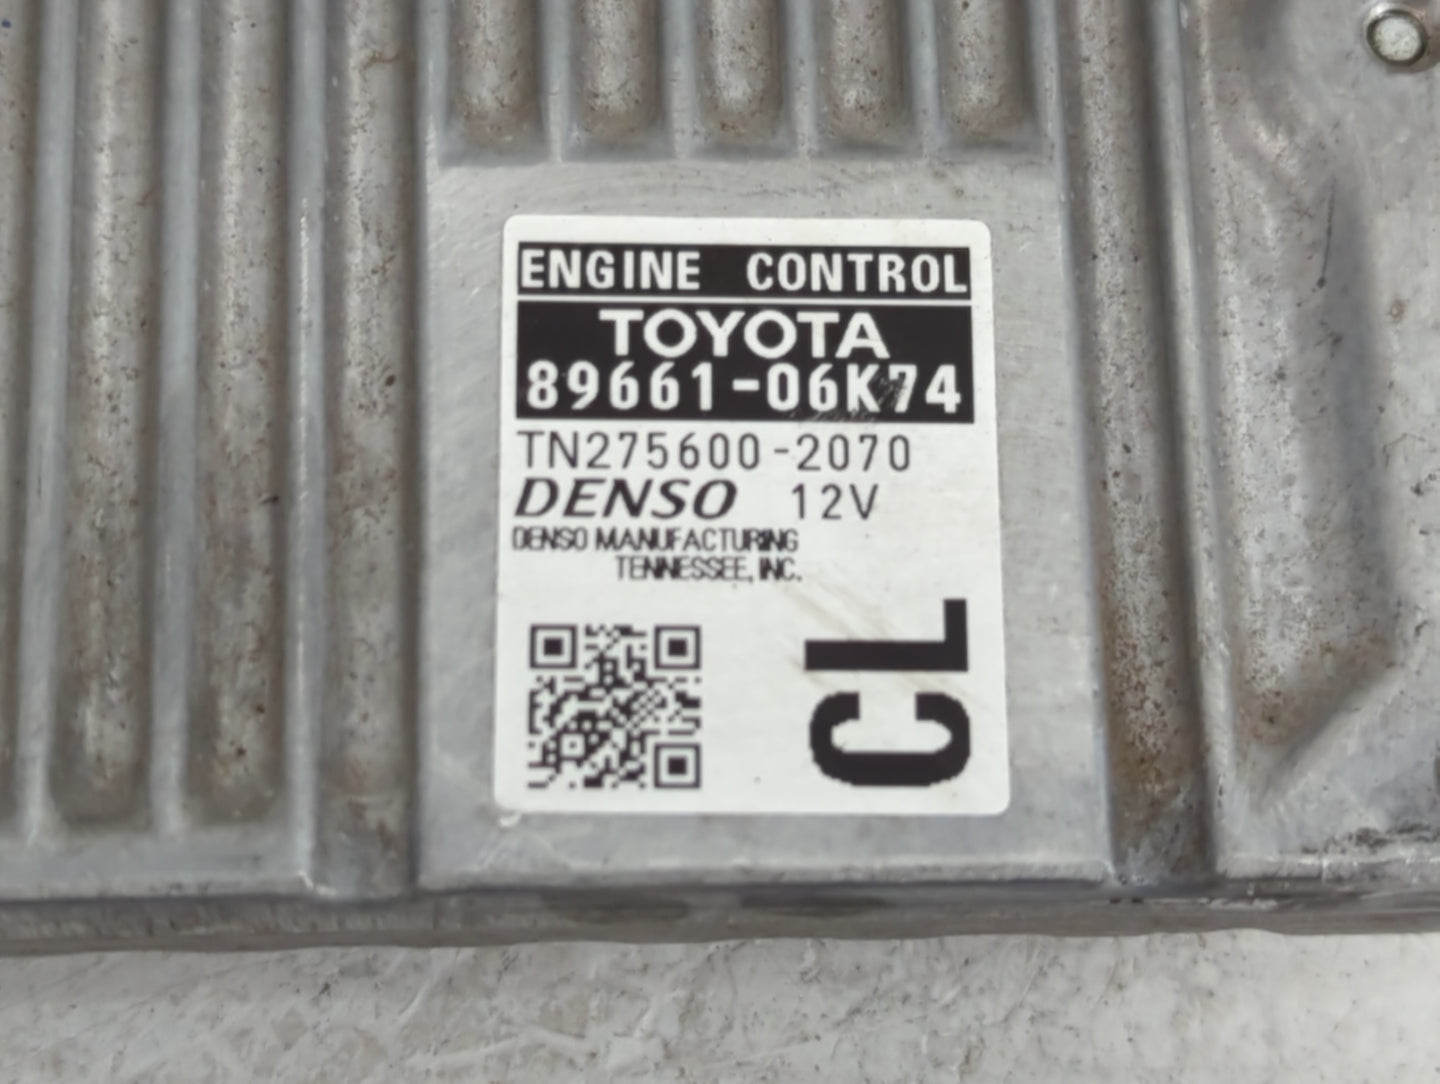 ENGINE CONTROL
TOYOTA
89661-06K74
TN275600-2070
DENSO 12V
DENSO MANUFACTURING
TENNESSEE, INC.
CL